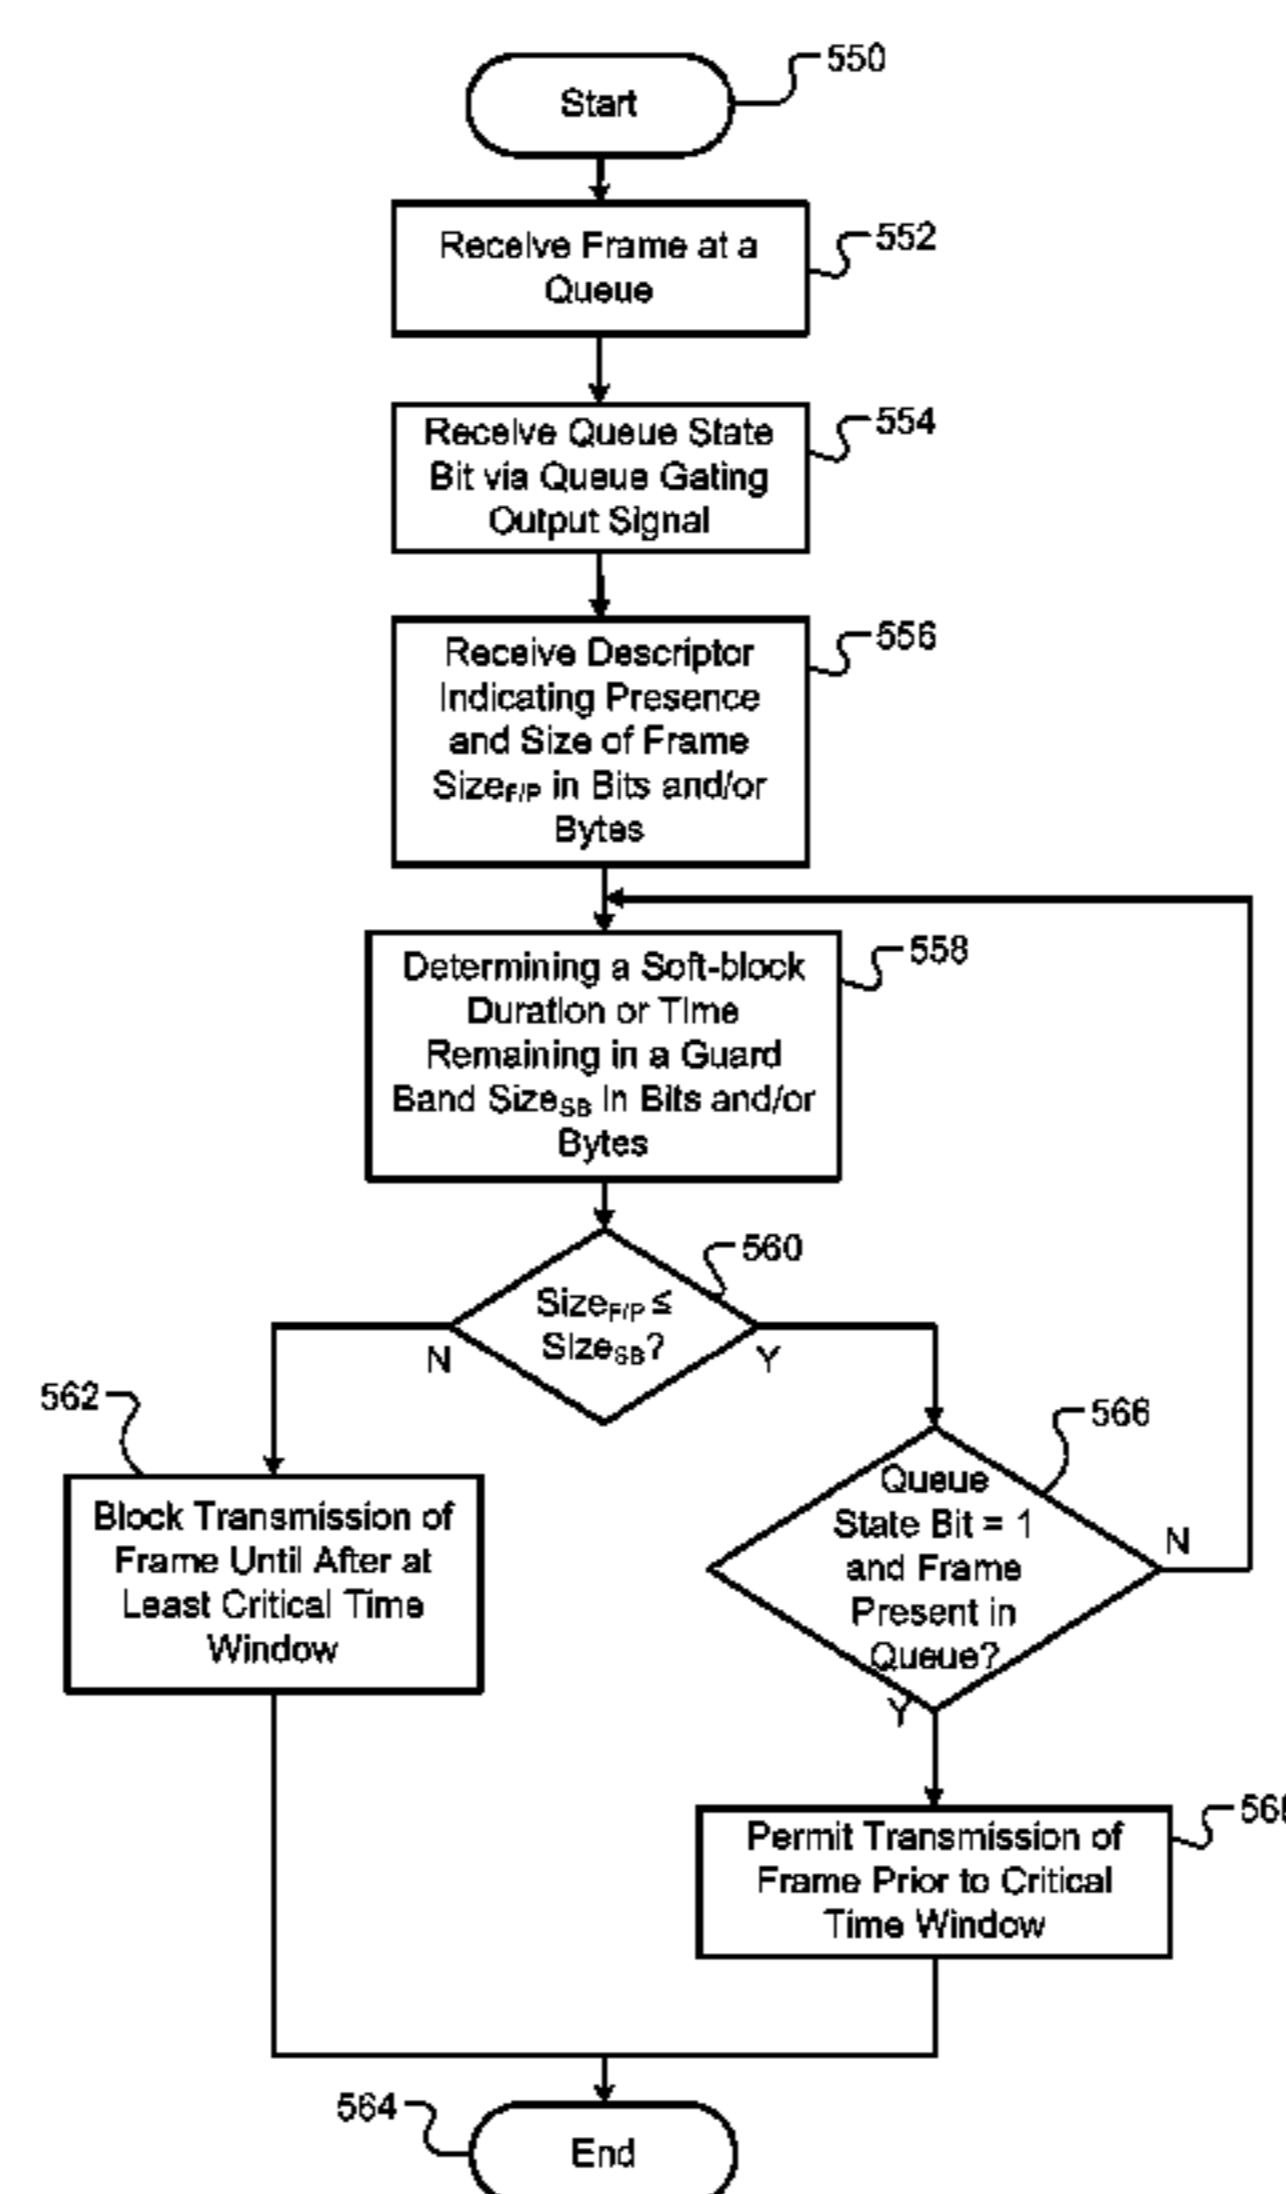 550
Start
Receive Frame at a
Queue
552
Receive Queue State
Bit via Queue Gating
Output Signal
554
Receive Descriptor
Indicating Presence
and Size of Frame
Size_F/P in Bits and/or
Bytes
556
Determining a Soft-block
Duration or Time
Remaining in a Guard
Band Size_SB in Bits and/or
Bytes
558
560
Size_F/P ≤
Size_SB?
N
Y
562
Block Transmission of
Frame Until After at
Least Critical Time
Window
566
Queue
State Bit = 1
and Frame
Present in
Queue?
N
Y
Permit Transmission of
Frame Prior to Critical
Time Window
564
End